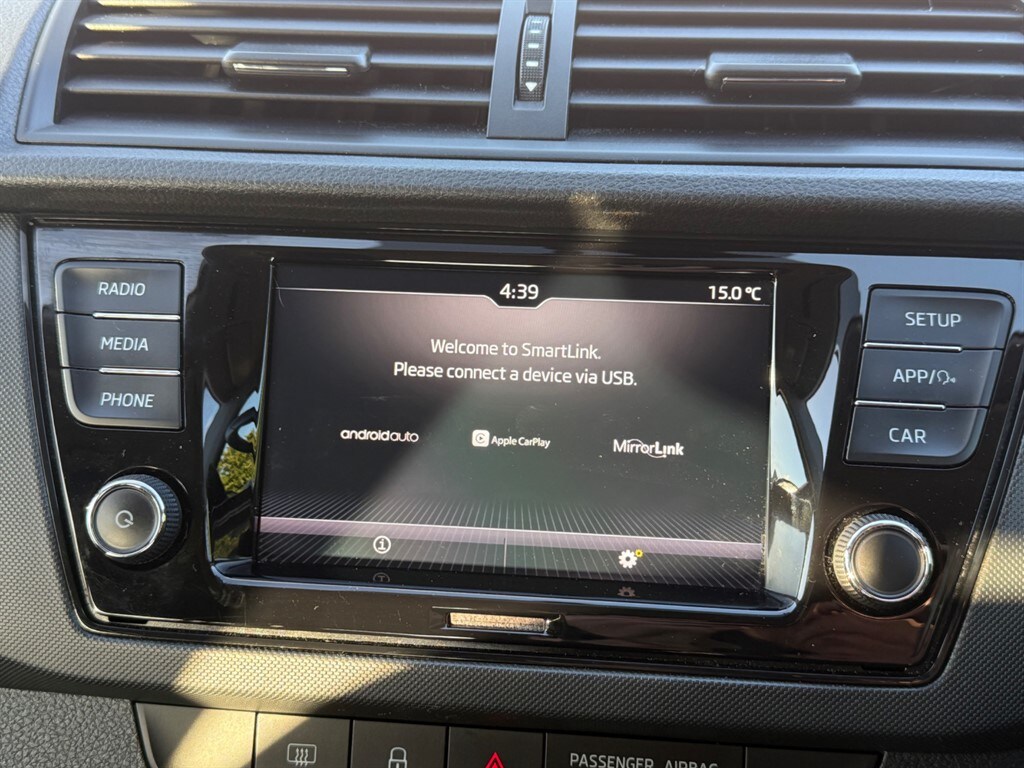 4:39
15.0 °C
RADIO
MEDIA
PHONE
Welcome to SmartLink.
Please connect a device via USB.
androidauto
Apple CarPlay
MirrorLink
SETUP
APP/
CAR
PASSENGER AIRBAG